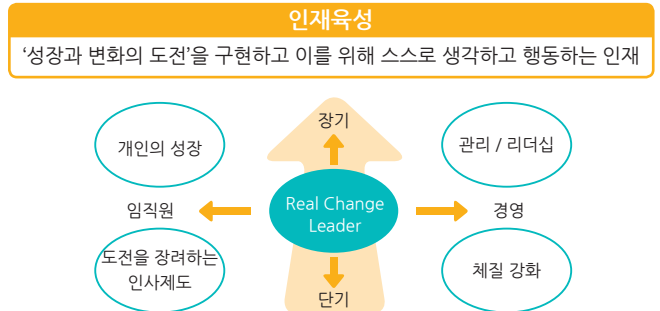 인재육성
‘성장과 변화의 도전’을 구현하고 이를 위해 스스로 생각하고 행동하는 인재
장기
개인의 성장
관리 / 리더십
Real Change
Leader
임직원
경영
도전을 장려하는
인사제도
체질 강화
단기